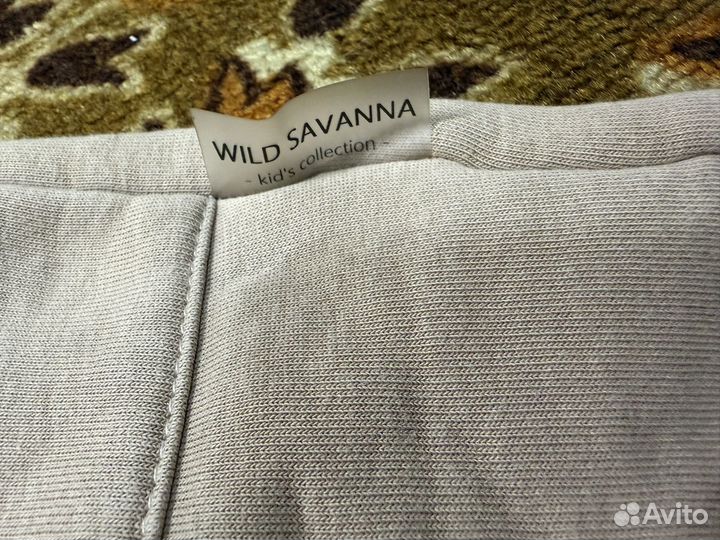 WILD SAVANNA
- kid's collection -
Avito